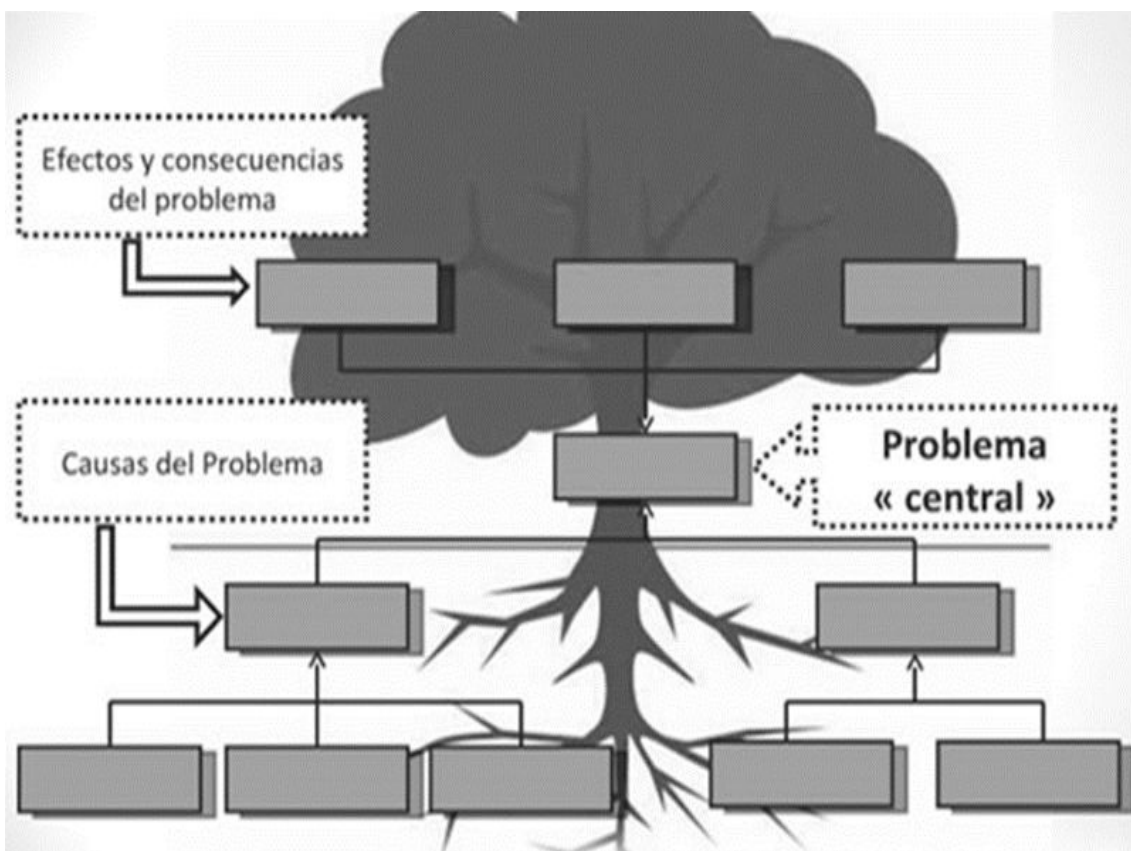 Efectos y consecuencias
del problema
Causas del Problema
Problema
« central »